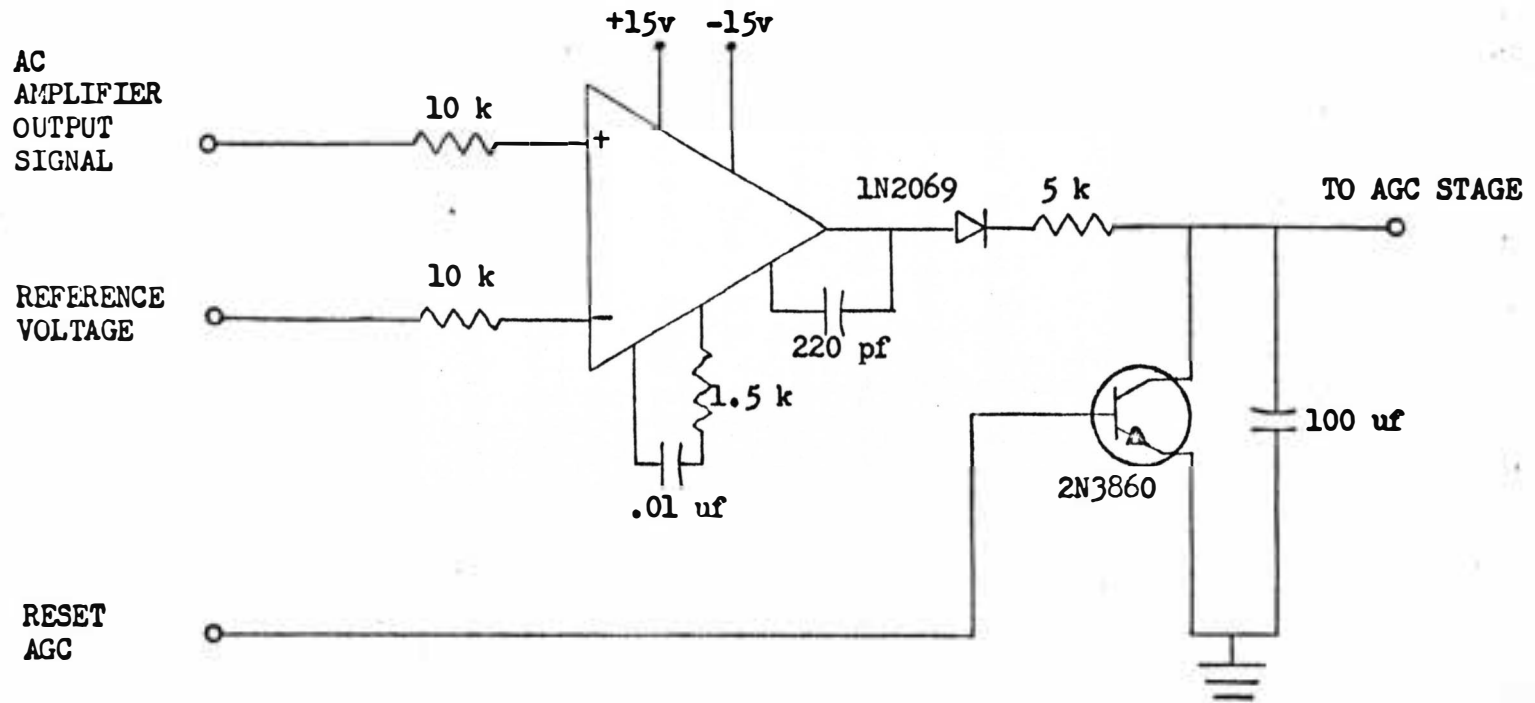 +15v -15v
AC
AMPLIFIER
OUTPUT
SIGNAL
10 k
+
1N2069
5 k
TO AGC STAGE
10 k
REFERENCE
VOLTAGE
−
220 pf
1.5 k
.01 uf
100 uf
2N3860
RESET
AGC